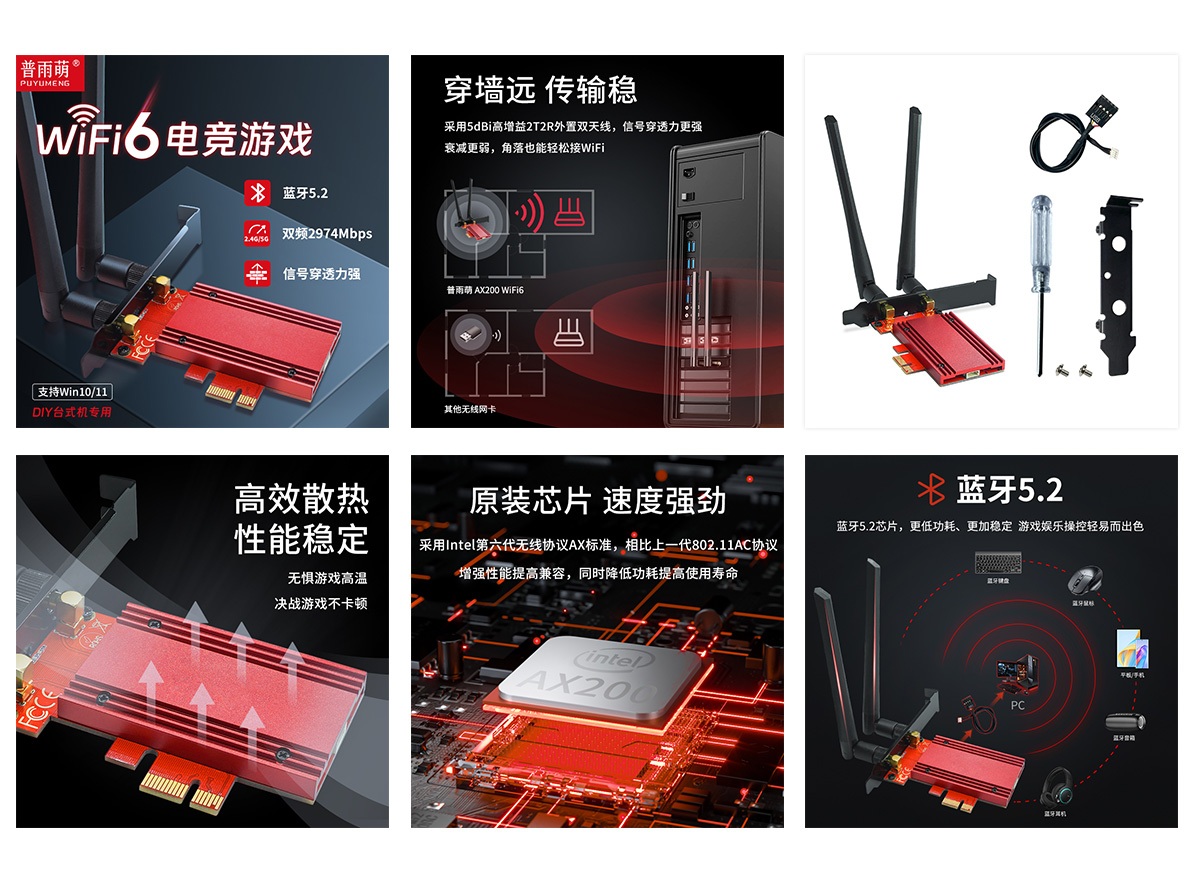 普雨萌®
PUYUMENG
WiFi6电竞游戏
蓝牙5.2
2.4G/5G
双频2974Mbps
信号穿透力强
FCC CE
支持Win10/11
DIY台式机专用
穿墙远 传输稳
采用5dBi高增益2T2R外置双天线，信号穿透力更强
衰减更弱，角落也能轻松接WiFi
普雨萌 AX200 WiFi6
其他无线网卡
高效散热
性能稳定
无惧游戏高温
决战游戏不卡顿
FCC CE
原装芯片 速度强劲
采用Intel第六代无线协议AX标准，相比上一代802.11AC协议
增强性能提高兼容，同时降低功耗提高使用寿命
intel
AX200
蓝牙5.2
蓝牙5.2芯片，更低功耗、更加稳定 游戏娱乐操控轻易而出色
蓝牙键盘
蓝牙鼠标
平板/手机
PC
蓝牙音箱
蓝牙耳机